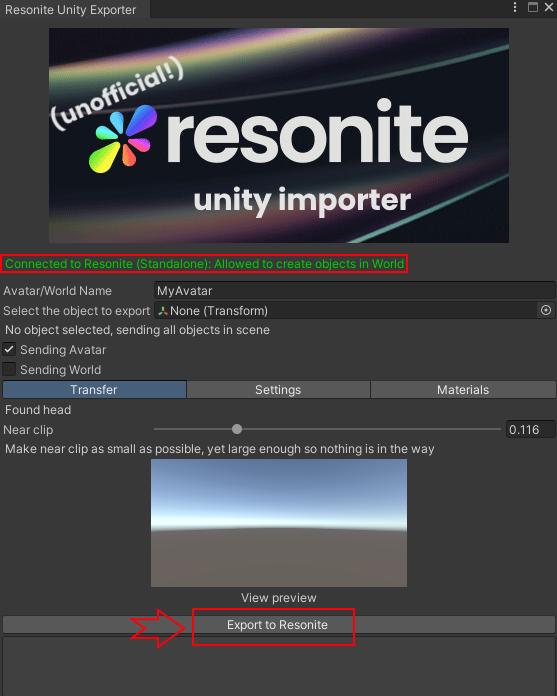 Resonite Unity Exporter
(unofficial!)
resonite
unity importer
Connected to Resonite (Standalone): Allowed to create objects in World
Avatar/World Name MyAvatar
Select the object to export None (Transform)
No object selected, sending all objects in scene
Sending Avatar
Sending World
Transfer Settings Materials
Found head
Near clip 0.116
Make near clip as small as possible, yet large enough so nothing is in the way
View preview
Export to Resonite